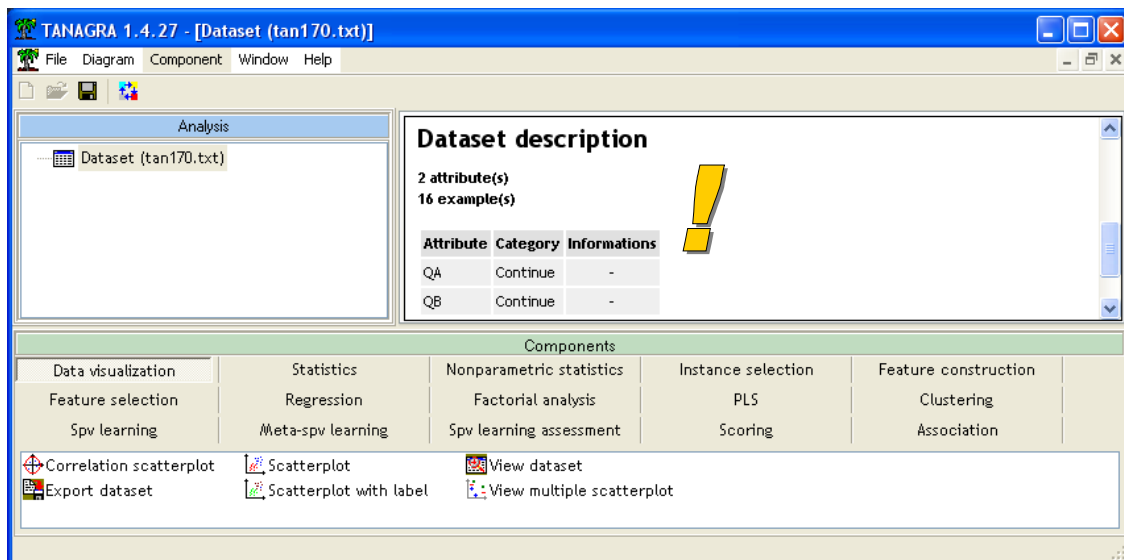 TANAGRA 1.4.27 - [Dataset (tan170.txt)]
File Diagram Component Window Help
Analysis
Dataset (tan170.txt)
Dataset description
2 attribute(s)
16 example(s)
Attribute Category Informations
QA Continue -
QB Continue -
!
Components
Data visualization Statistics Nonparametric statistics Instance selection Feature construction
Feature selection Regression Factorial analysis PLS Clustering
Spv learning Meta-spv learning Spv learning assessment Scoring Association
Correlation scatterplot Scatterplot View dataset
Export dataset Scatterplot with label View multiple scatterplot